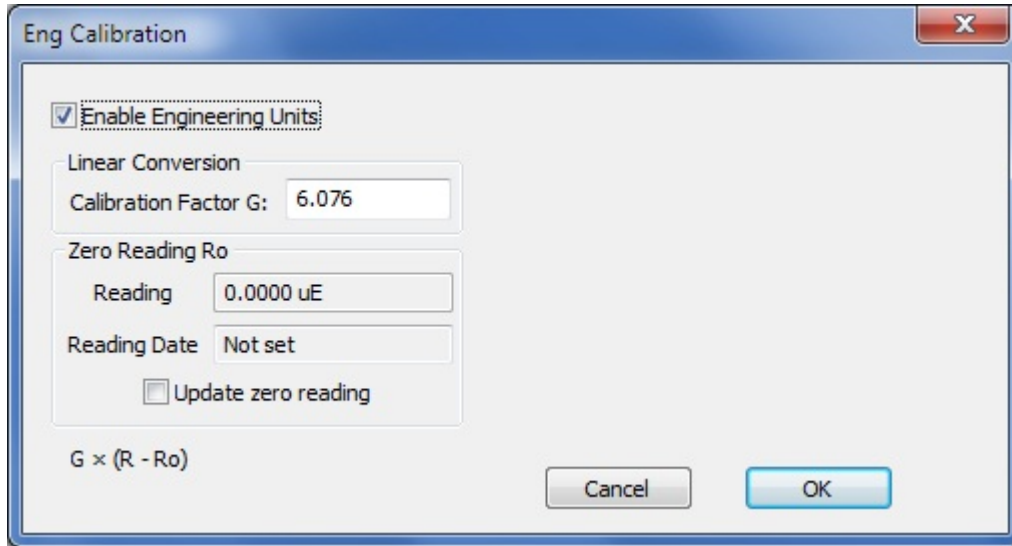 Eng Calibration
Enable Engineering Units
Linear Conversion
Calibration Factor G: 6.076
Zero Reading Ro
Reading 0.0000 uE
Reading Date Not set
Update zero reading
G × (R - Ro)
Cancel OK